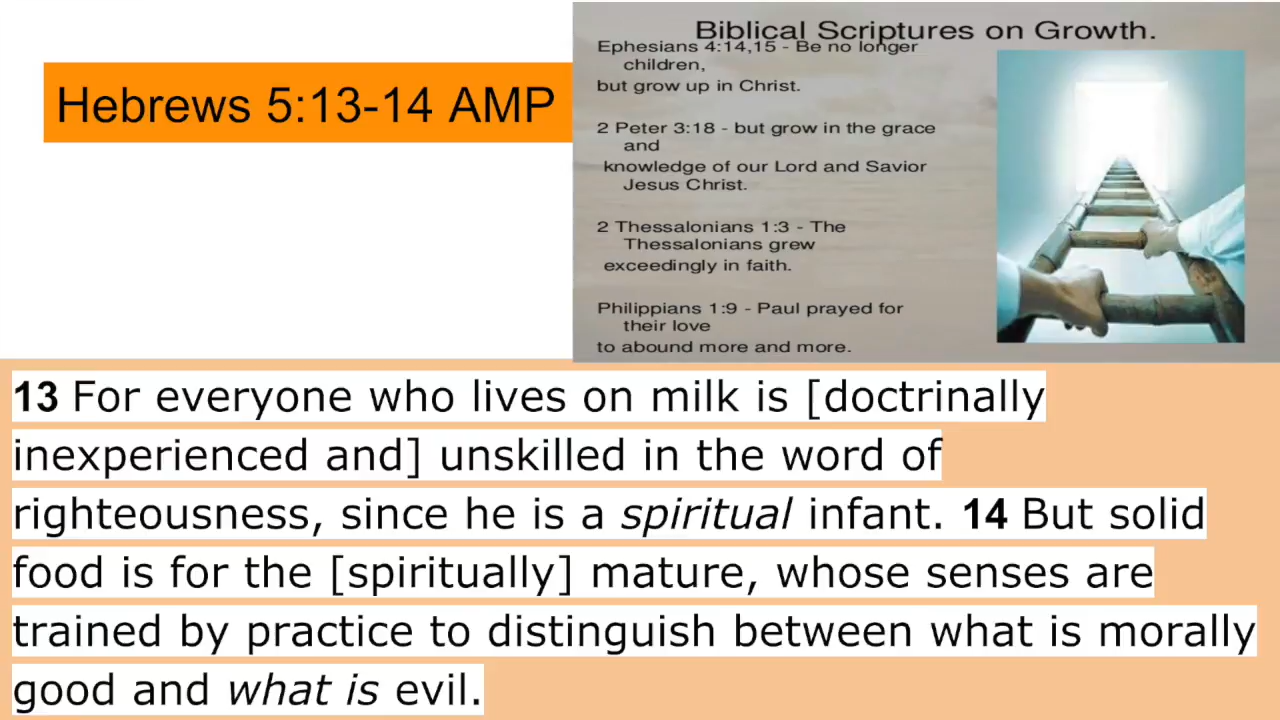 Hebrews 5:13-14 AMP
Biblical Scriptures on Growth.
Ephesians 4:14,15 - Be no longer
children,
but grow up in Christ.
2 Peter 3:18 - but grow in the grace
and
knowledge of our Lord and Savior
Jesus Christ.
2 Thessalonians 1:3 - The
Thessalonians grew
exceedingly in faith.
Philippians 1:9 - Paul prayed for
their love
to abound more and more.
13 For everyone who lives on milk is [doctrinally
inexperienced and] unskilled in the word of
righteousness, since he is a spiritual infant. 14 But solid
food is for the [spiritually] mature, whose senses are
trained by practice to distinguish between what is morally
good and what is evil.